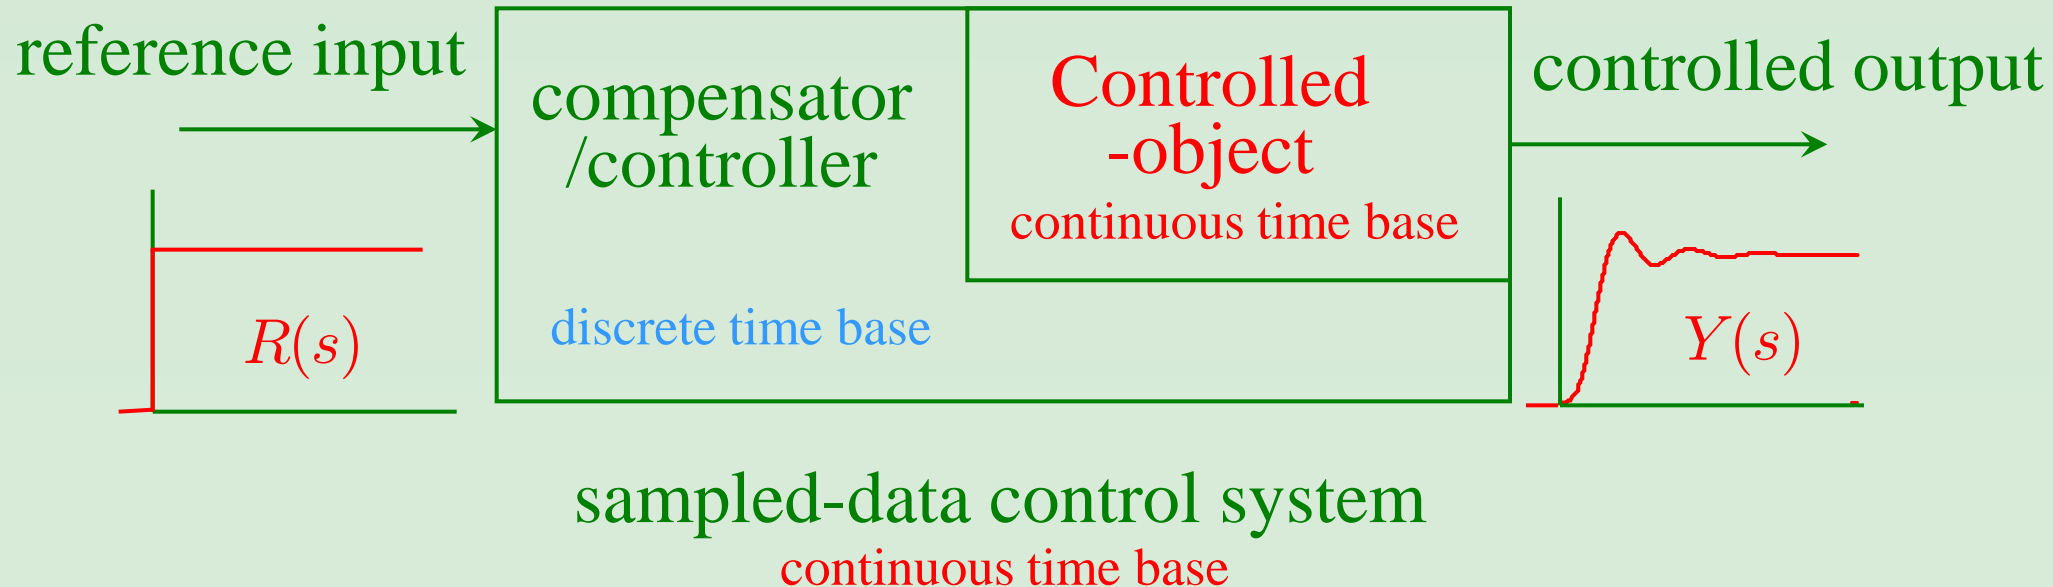 reference input
compensator
/controller
Controlled
-object
continuous time base
controlled output
discrete time base
R(s)
Y(s)
sampled-data control system
continuous time base